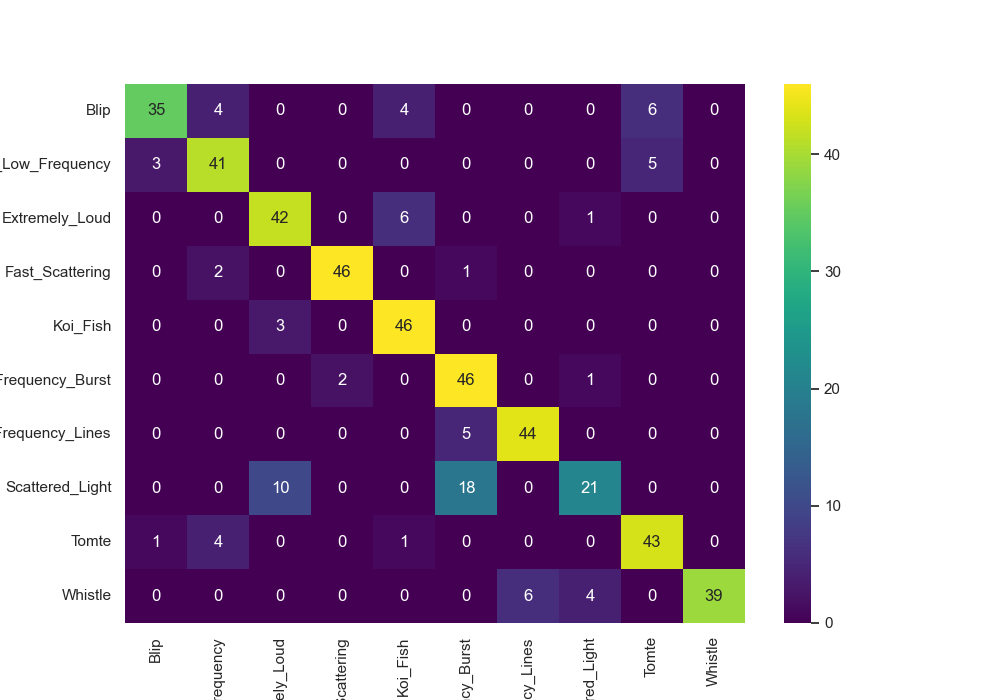 Blip 35 4 0 0 4 0 0 0 6 0
_Low_Frequency 3 41 0 0 0 0 0 0 5 0
Extremely_Loud 0 0 42 0 6 0 0 1 0 0
Fast_Scattering 0 2 0 46 0 1 0 0 0 0
Koi_Fish 0 0 3 0 46 0 0 0 0 0
Frequency_Burst 0 0 0 2 0 46 0 1 0 0
Frequency_Lines 0 0 0 0 0 5 44 0 0 0
Scattered_Light 0 0 10 0 0 18 0 21 0 0
Tomte 1 4 0 0 1 0 0 0 43 0
Whistle 0 0 0 0 0 0 6 4 0 39
Blip
requency
ely_Loud
cattering
Koi_Fish
cy_Burst
cy_Lines
red_Light
Tomte
Whistle
40
30
20
10
0